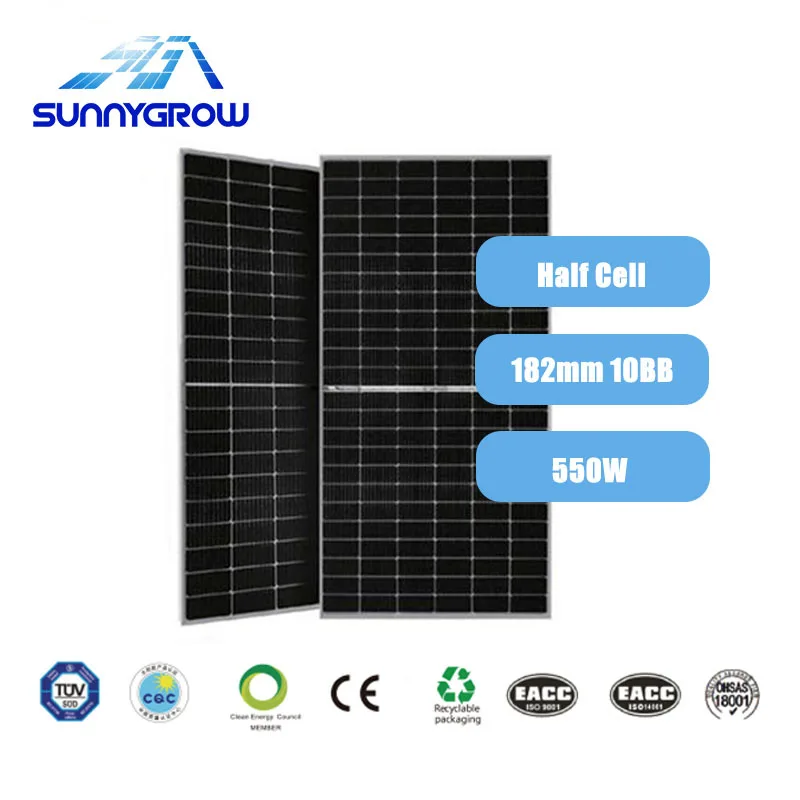 SUNNYGROW
Half Cell
182mm 10BB
550W
TÜV
SÜD
CQC
Clean Energy Council
MEMBER
CE
Recyclable
packaging
EACC
ISO 9001
EACC
ISO14001
OHSAS
18001